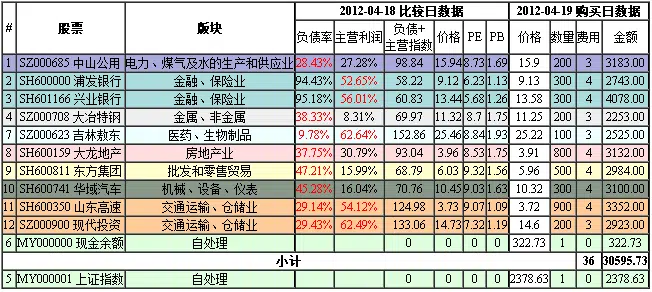 # 股票 版块 2012-04-18 比较日数据 2012-04-19 购买日数据
负债率 主营利润 负债+主营指数 价格 PE PB 价格 数量 费用 金额
1 SZ000685 中山公用 电力、煤气及水的生产和供应业 28.43% 27.28% 98.84 15.94 8.73 1.69 15.9 200 3 3183.00
2 SH600000 浦发银行 金融、保险业 94.43% 52.65% 58.22 9.12 6.23 1.13 9.13 300 4 2743.00
3 SH601166 兴业银行 金融、保险业 95.18% 56.01% 60.83 13.44 5.68 1.26 13.58 300 4 4078.00
4 SZ000708 大冶特钢 金属、非金属 38.33% 8.31% 69.97 11.32 8.7 1.75 11.25 200 3 2253.00
7 SZ000623 吉林敖东 医药、生物制品 9.78% 62.64% 152.86 25.46 8.84 1.93 25.22 100 3 2525.00
8 SH600159 大龙地产 房地产业 37.75% 30.79% 93.04 3.96 8.53 1.75 3.91 800 4 3132.00
9 SH600811 东方集团 批发和零售贸易 47.21% 15.99% 68.79 6.03 9.32 1.56 5.96 500 4 2984.00
10 SH600741 华域汽车 机械、设备、仪表 45.28% 16.04% 70.76 10.45 9.03 1.63 10.32 300 4 3100.00
11 SH600350 山东高速 交通运输、仓储业 29.14% 54.12% 124.98 3.73 9.07 1.09 3.72 900 4 3352.00
12 SZ000900 现代投资 交通运输、仓储业 29.43% 62.49% 133.06 14.73 7.32 1.19 14.6 200 3 2923.00
6 MY000000 现金余额 自处理 0 0 0 322.73 1 0 322.73
小计 36 30595.73
5 MY000001 上证指数 自处理 0 0 0 2378.63 1 0 2378.63